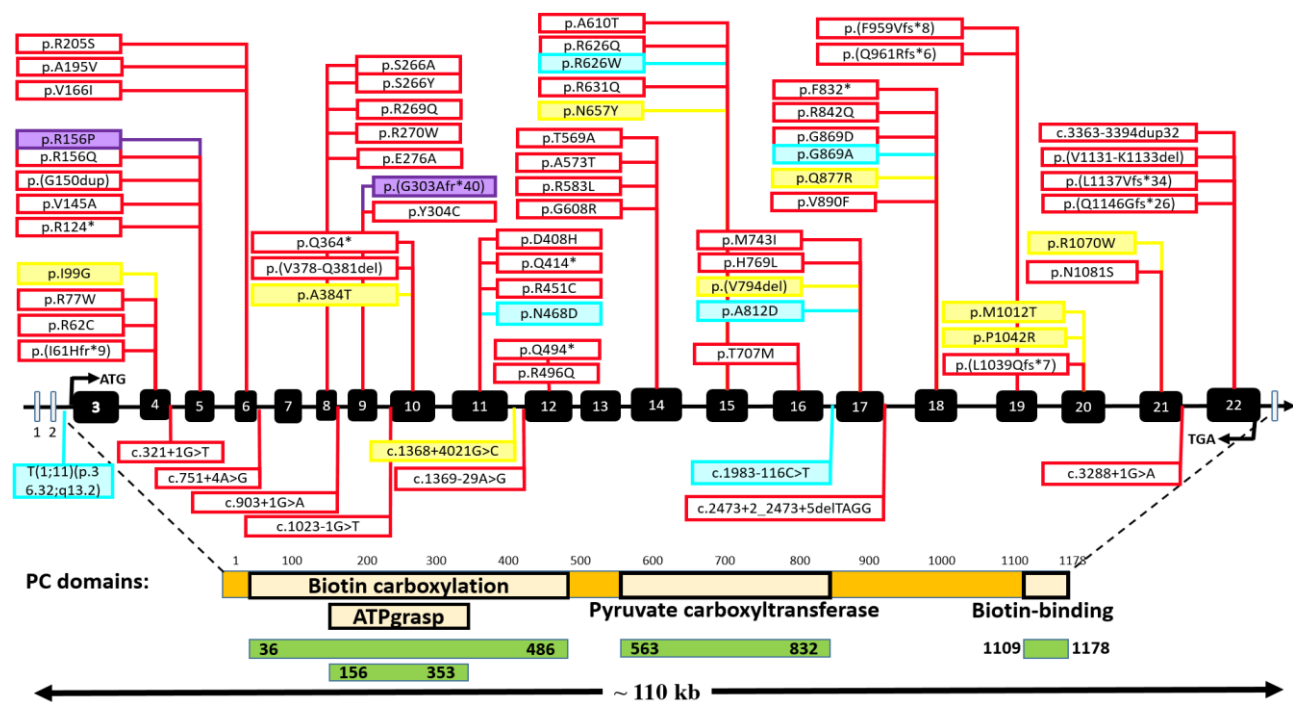 p.R205S
p.A195V
p.V166I
p.R156P
p.R156Q
p.(G150dup)
p.V145A
p.R124*
p.I99G
p.R77W
p.R62C
p.(I61Hfr*9)
p.S266A
p.S266Y
p.R269Q
p.R270W
p.E276A
p.(G303Afr*40)
p.Y304C
p.Q364*
p.(V378-Q381del)
p.A384T
p.D408H
p.Q414*
p.R451C
p.N468D
p.Q494*
p.R496Q
p.A610T
p.R626Q
p.R626W
p.R631Q
p.N657Y
p.T569A
p.A573T
p.R583L
p.G608R
p.M743I
p.H769L
p.(V794del)
p.A812D
p.T707M
p.(F959Vfs*8)
p.(Q961Rfs*6)
p.F832*
p.R842Q
p.G869D
p.G869A
p.Q877R
p.V890F
c.3363-3394dup32
p.(V1131-K1133del)
p.(L1137Vfs*34)
p.(Q1146Gfs*26)
p.R1070W
p.N1081S
p.M1012T
p.P1042R
p.(L1039Qfs*7)
ATG
1 2 3 4 5 6 7 8 9 10 11 12 13 14 15 16 17 18 19 20 21 22
TGA
T(1;11)(p.3
6.32;q13.2)
c.321+1G>T
c.751+4A>G
c.903+1G>A
c.1023-1G>T
c.1368+4021G>C
c.1369-29A>G
c.1983-116C>T
c.2473+2_2473+5delTAGG
c.3288+1G>A
1 100 200 300 400 500 600 700 800 900 1000 1100 1178
PC domains:
Biotin carboxylation
ATPgrasp
Pyruvate carboxyltransferase
Biotin-binding
36 486 563 832 1109 1178
156 353
~ 110 kb